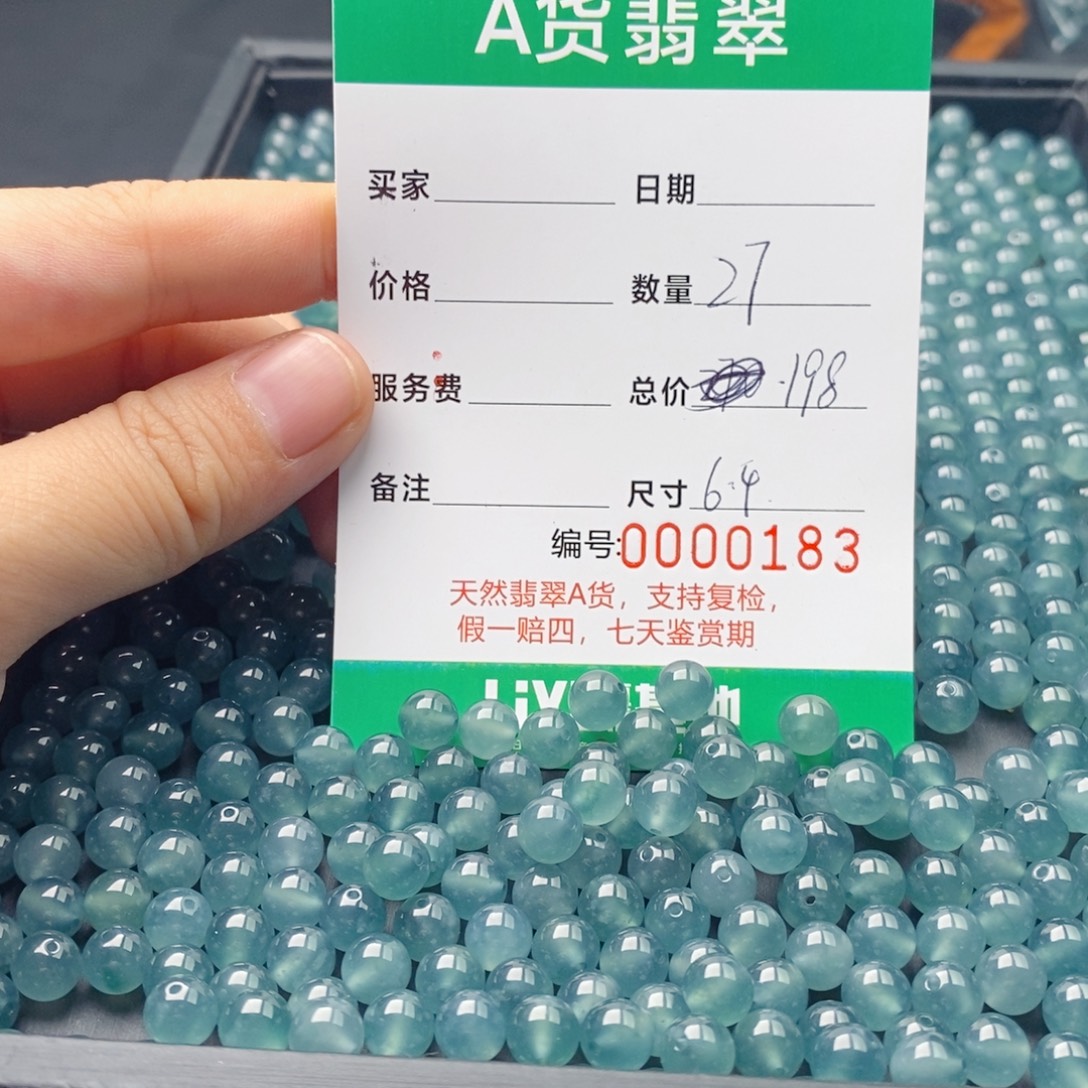 A货翡翠
买家 日期
价格 数量 27
服务费 总价 198
备注 尺寸 6.4
编号:0000183
天然翡翠A货，支持复检，
假一赔四，七天鉴赏期